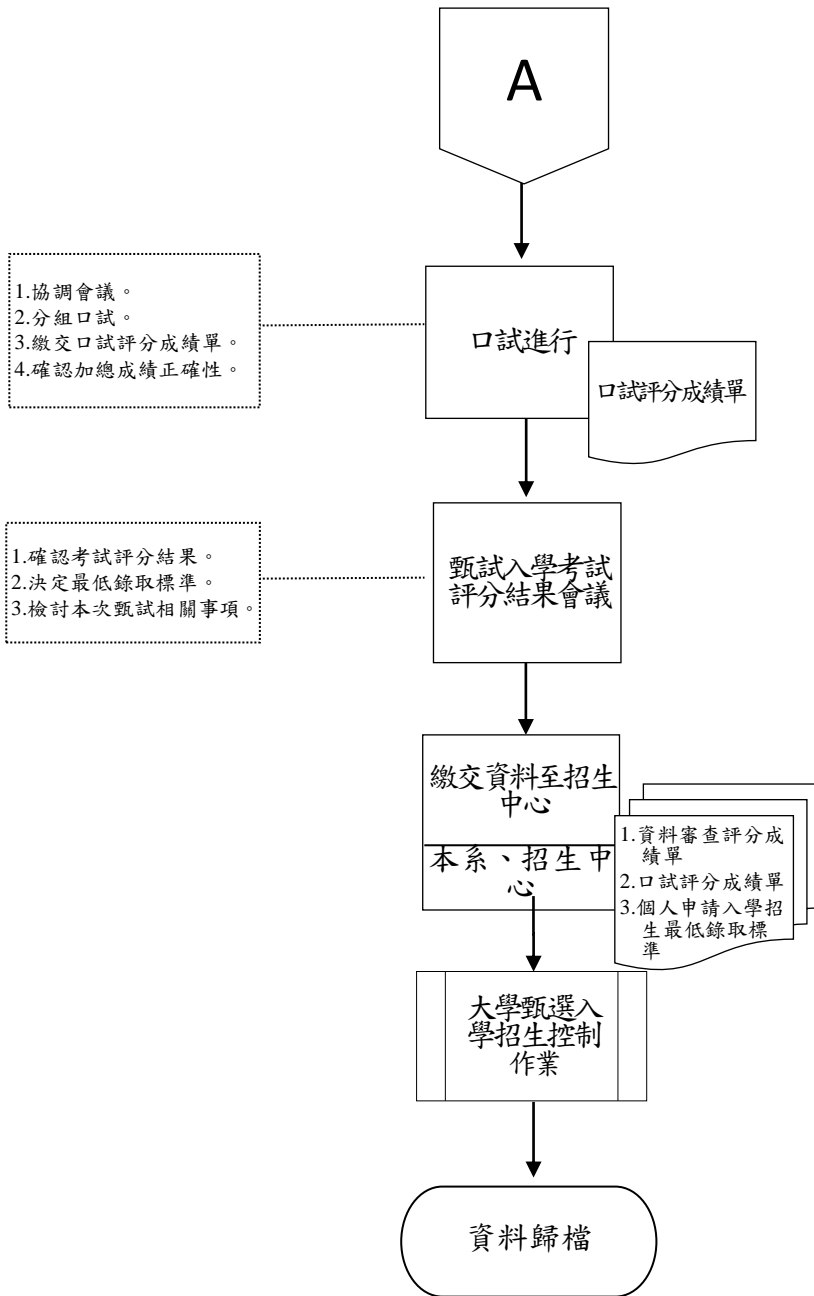 A
1.協調會議。
2.分組口試。
3.繳交口試評分成績單。
4.確認加總成績正確性。
口試進行
口試評分成績單
1.確認考試評分結果。
2.決定最低錄取標準。
3.檢討本次甄試相關事項。
甄試入學考試
評分結果會議
繳交資料至招生
中心
本系、招生中
心
1.資料審查評分成
績單
2.口試評分成績單
3.個人申請入學招
生最低錄取標
準
大學甄選入
學招生控制
作業
資料歸檔